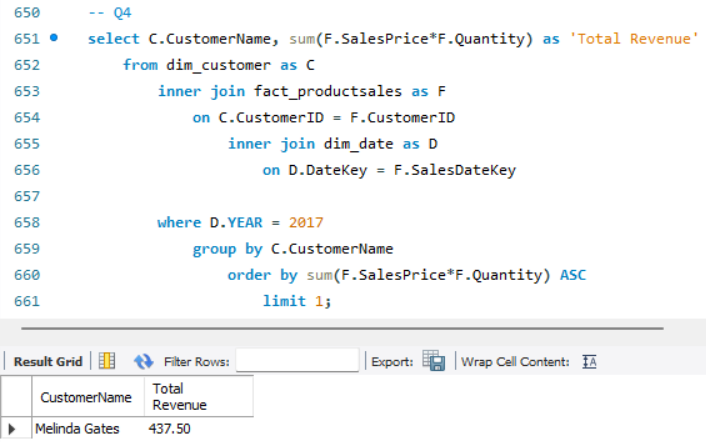 650 -- Q4
651 select C.CustomerName, sum(F.SalesPrice*F.Quantity) as 'Total Revenue'
652 from dim_customer as C
653 inner join fact_productsales as F
654 on C.CustomerID = F.CustomerID
655 inner join dim_date as D
656 on D.DateKey = F.SalesDateKey
657
658 where D.YEAR = 2017
659 group by C.CustomerName
660 order by sum(F.SalesPrice*F.Quantity) ASC
661 limit 1;
Result Grid Filter Rows: Export: Wrap Cell Content: IA
CustomerName Total
Revenue
Melinda Gates 437.50